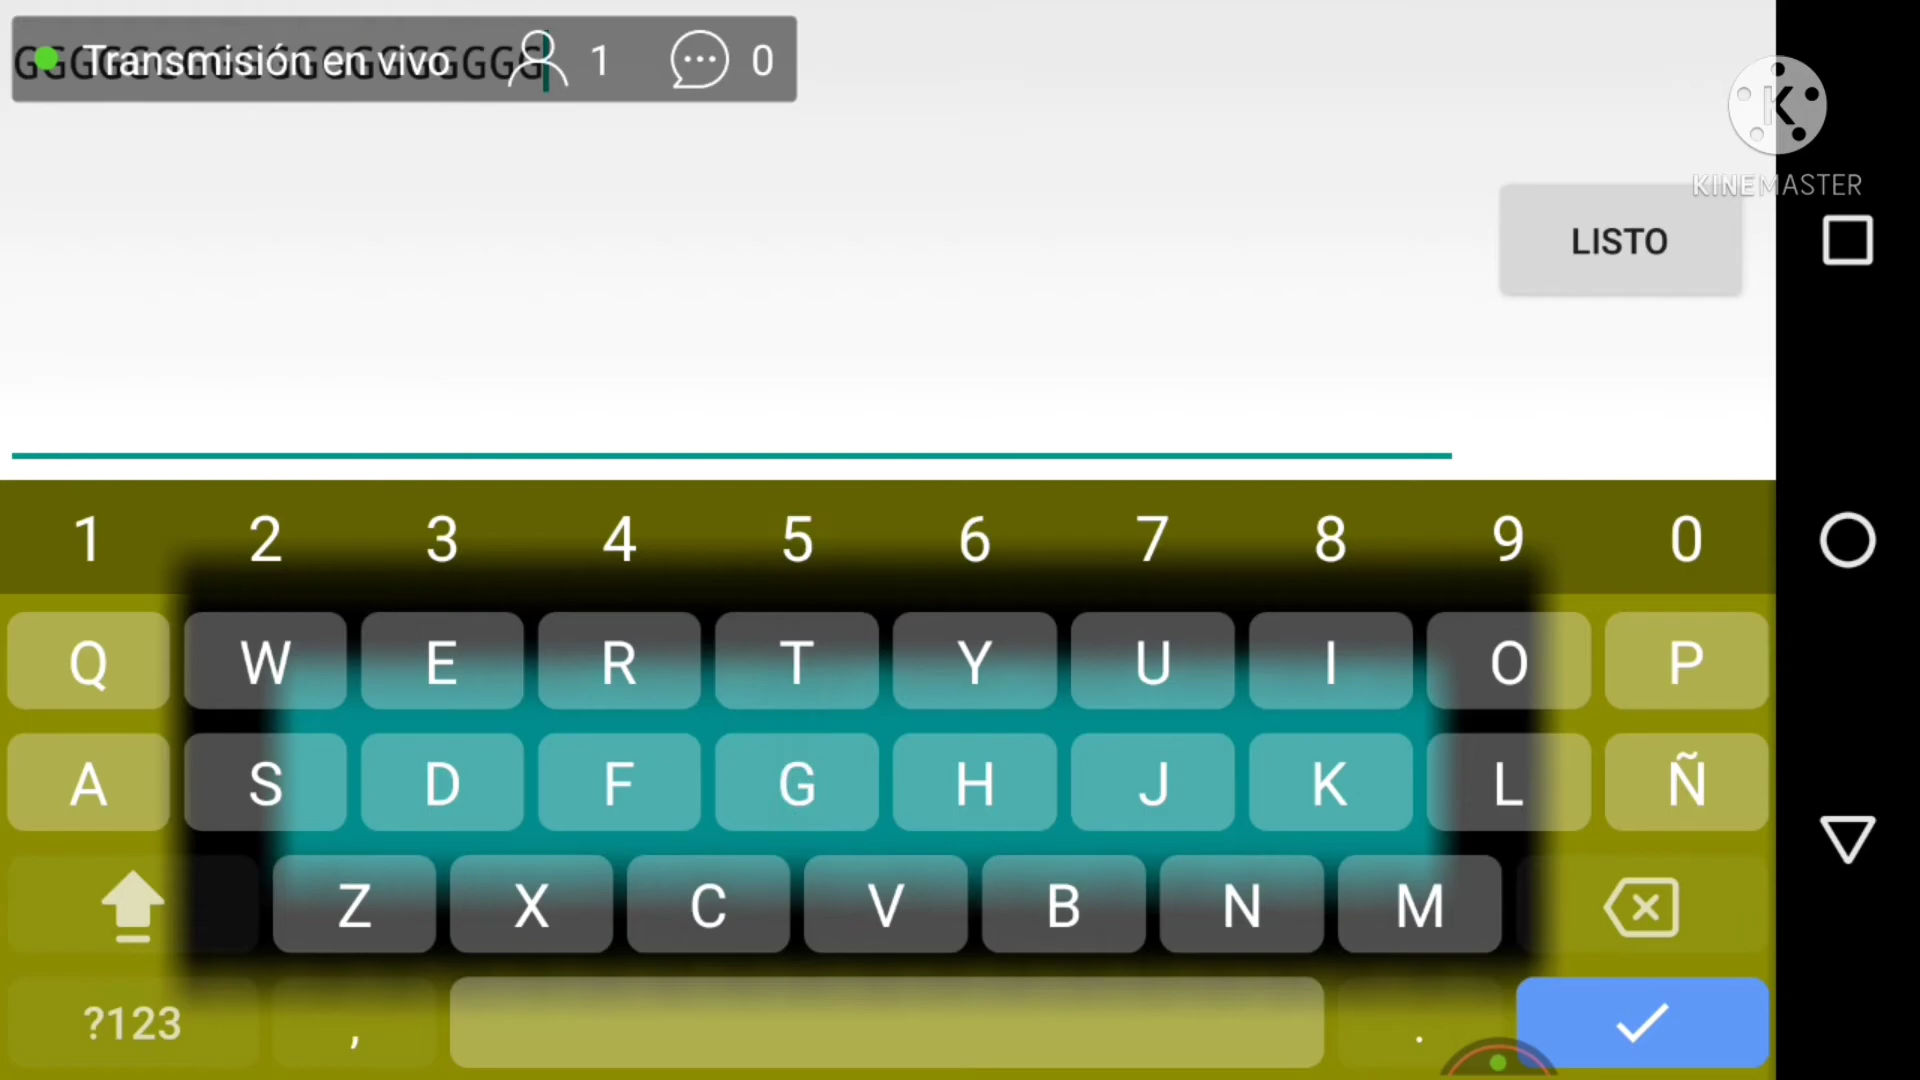 Transmisión en vivo 1 0
KINEMASTER
LISTO
1 2 3 4 5 6 7 8 9 0
Q W E R T Y U I O P
A S D F G H J K L Ñ
Z X C V B N M
?123 , .